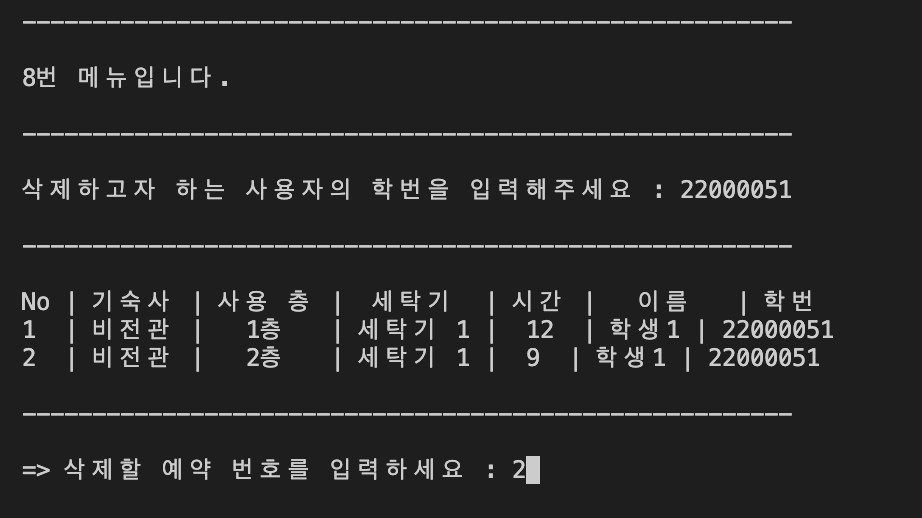 ------------------------------------------------------
8번 메뉴입니다.
------------------------------------------------------
삭제하고자 하는 사용자의 학번을 입력해주세요 : 22000051
------------------------------------------------------
No | 기숙사 | 사용 층 | 세탁기 | 시간 | 이름 | 학번
1 | 비전관 | 1층 | 세탁기 1 | 12 | 학생1 | 22000051
2 | 비전관 | 2층 | 세탁기 1 | 9 | 학생1 | 22000051
------------------------------------------------------
=> 삭제할 예약 번호를 입력하세요 : 2